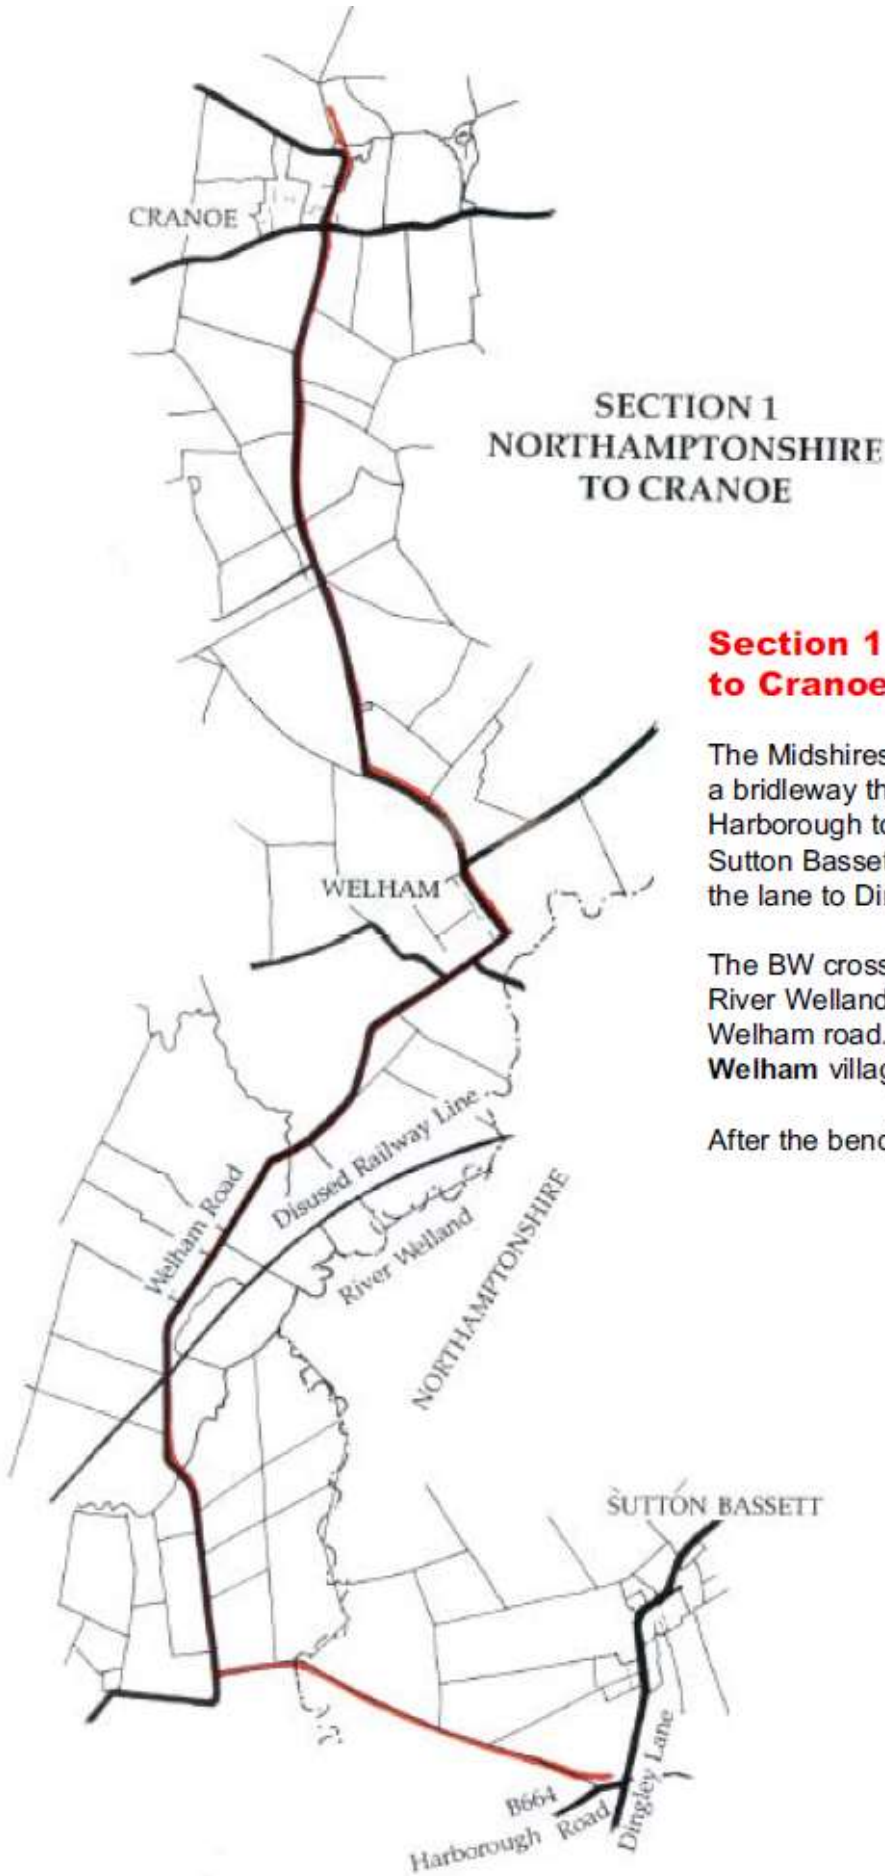 CRANOE
SECTION 1
NORTHAMPTONSHIRE
TO CRANOE
Section 1
to Cranoe
The Midshires
a bridleway th
Harborough to
Sutton Basset
the lane to Din
WELHAM
The BW cross
River Welland
Welham road.
Welham villag
After the bend
Disused Railway Line
Welham Road
River Welland
NORTHAMPTONSHIRE
SUTTON BASSETT
B664
Harborough Road
Dingley Lane